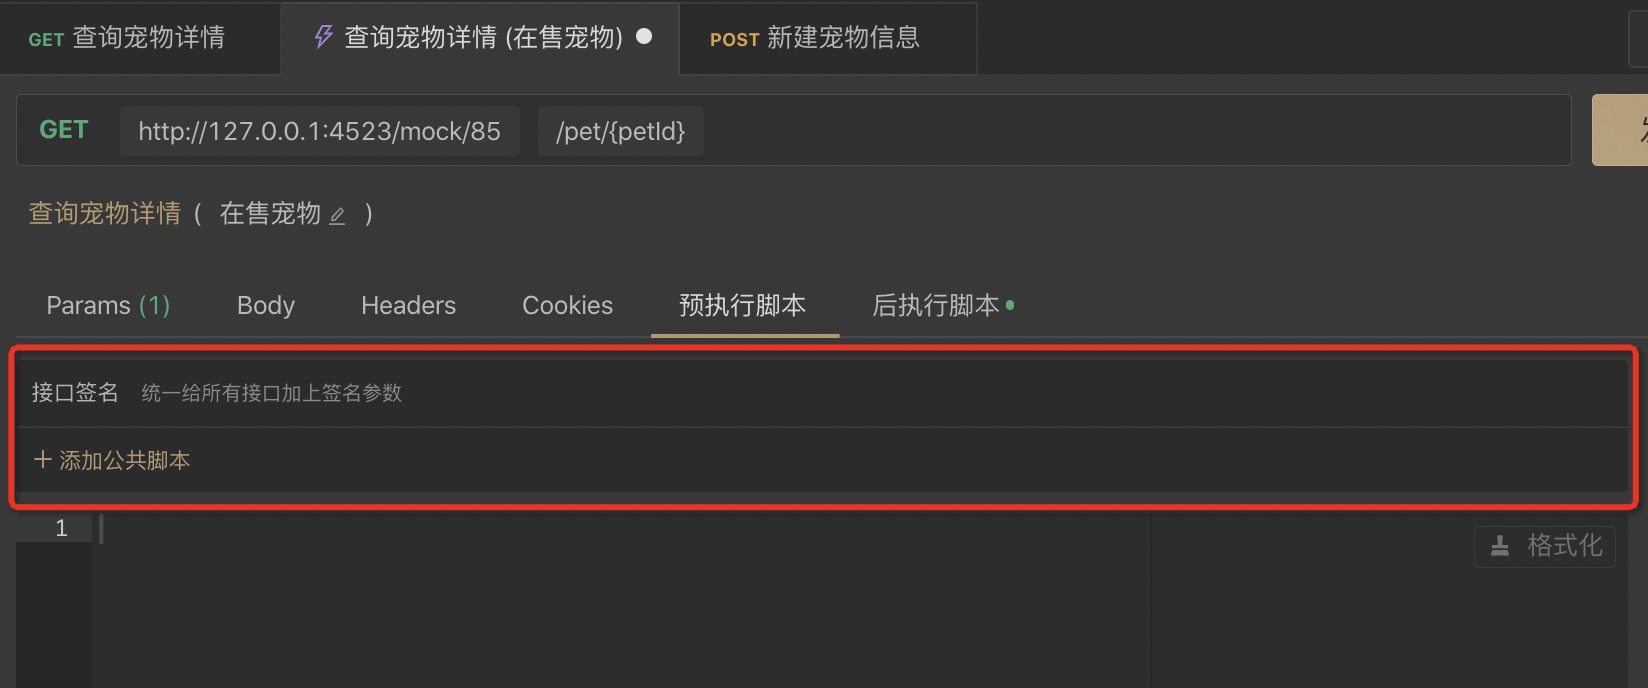 GET 查询宠物详情
查询宠物详情 (在售宠物)
POST 新建宠物信息
GET http://127.0.0.1:4523/mock/85 /pet/{petId}
查询宠物详情 ( 在售宠物 )
Params (1) Body Headers Cookies 预执行脚本 后执行脚本
接口签名 统一给所有接口加上签名参数
+ 添加公共脚本
1
格式化